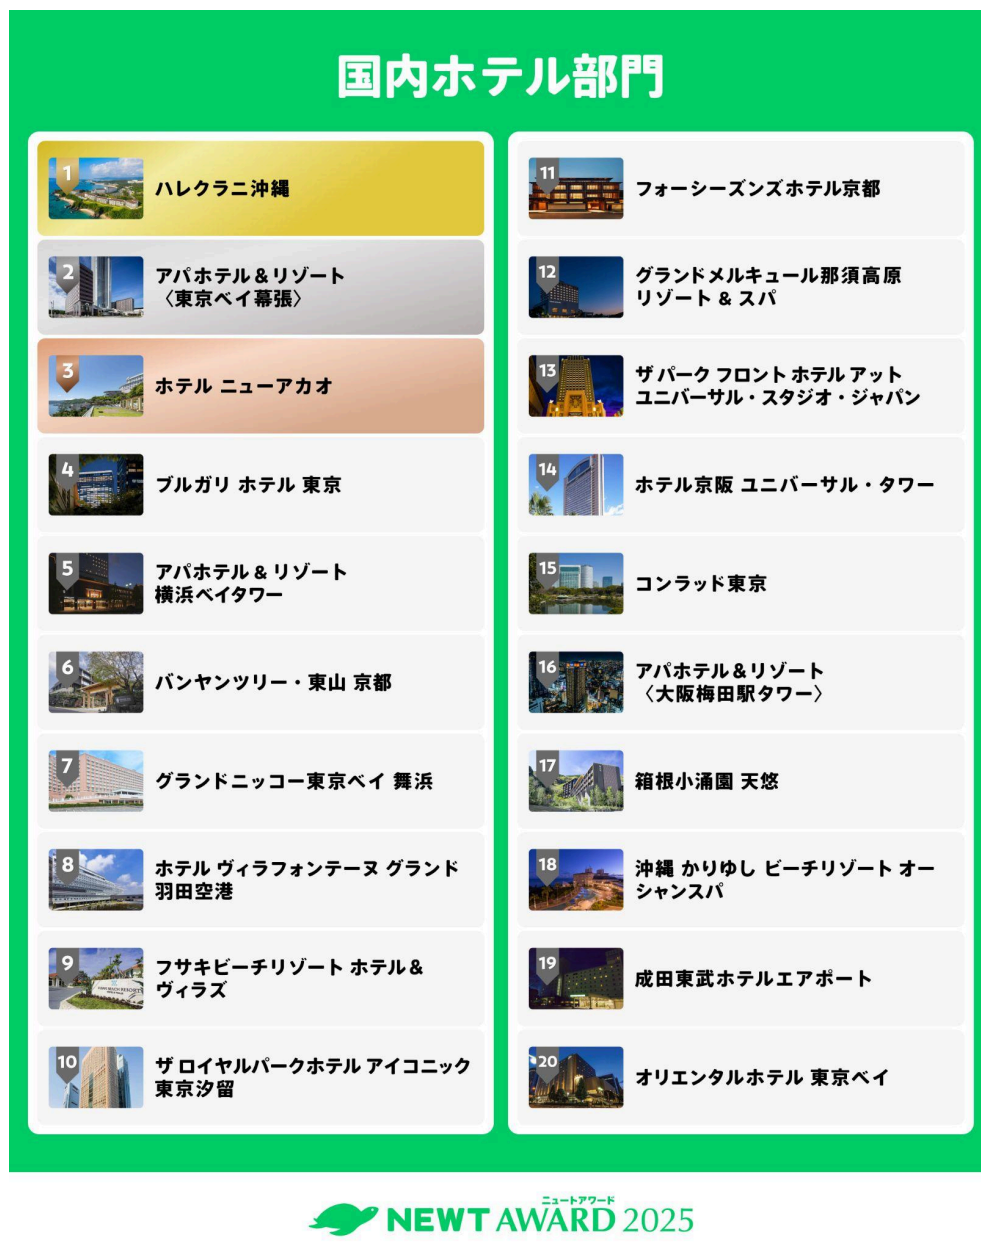 国内ホテル部門
1
ハレクラニ沖縄
2
アパホテル&リゾート
〈東京ベイ幕張〉
3
ホテル ニューアカオ
4
ブルガリ ホテル 東京
5
アパホテル&リゾート
横浜ベイタワー
6
バンヤンツリー・東山 京都
7
グランドニッコー東京ベイ 舞浜
8
ホテル ヴィラフォンテーヌ グランド
羽田空港
9
フサキビーチリゾート ホテル&
ヴィラズ
10
ザ ロイヤルパークホテル アイコニック
東京汐留
11
フォーシーズンズホテル京都
12
グランドメルキュール那須高原
リゾート & スパ
13
ザ パーク フロント ホテル アット
ユニバーサル・スタジオ・ジャパン
14
ホテル京阪 ユニバーサル・タワー
15
コンラッド東京
16
アパホテル&リゾート
〈大阪梅田駅タワー〉
17
箱根小涌園 天悠
18
沖縄 かりゆし ビーチリゾート オー
シャンスパ
19
成田東武ホテルエアポート
20
オリエンタルホテル 東京ベイ
ニュートアワード
NEWT AWARD 2025